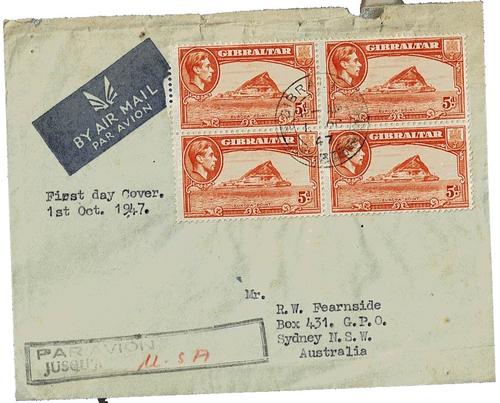 BY AIR MAIL
PAR AVION
GIBRALTAR
5d
GIBRALTAR
5d
GIBRALTAR
5d
GIBRALTAR
5d
First day Cover.
1st Oct. 1947.
Mr.
R.W. Fearnside
Box 431. G.P.O.
Sydney N.S.W.
Australia
PAR AVION
JUSQU'A U.S.A